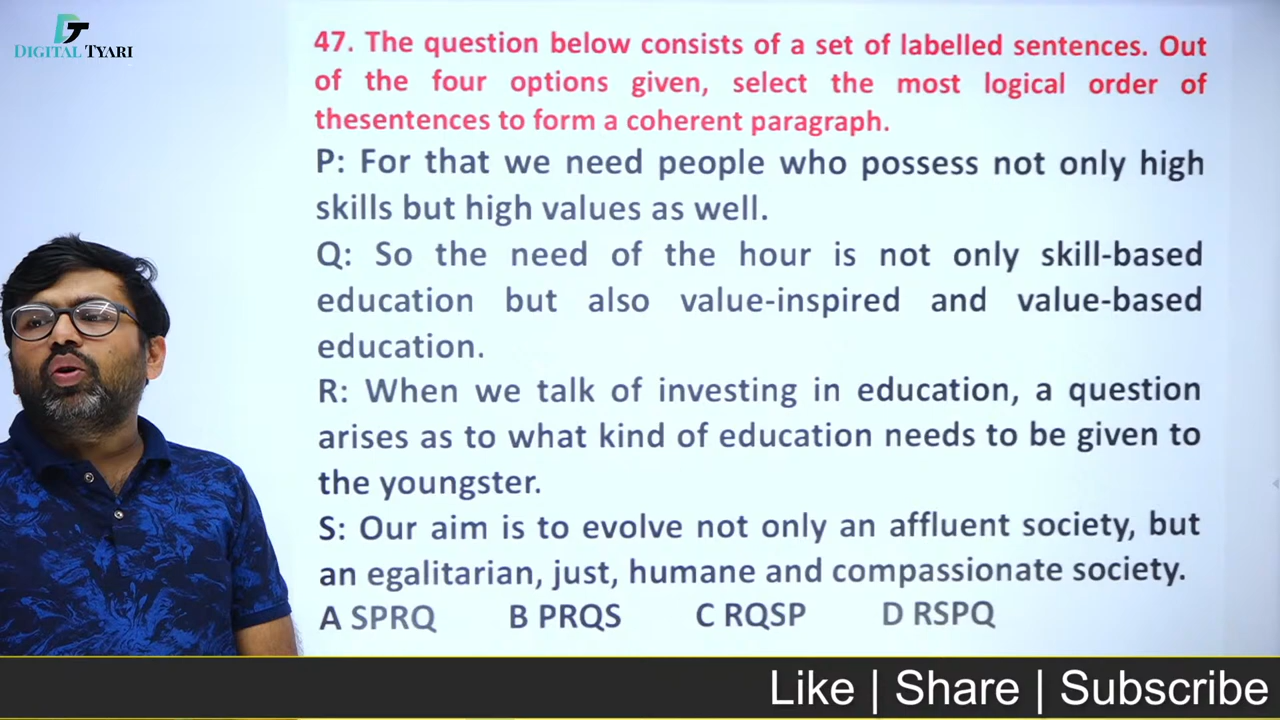 DIGITAL TYARI
47. The question below consists of a set of labelled sentences. Out
of the four options given, select the most logical order of
thesentences to form a coherent paragraph.
P: For that we need people who possess not only high
skills but high values as well.
Q: So the need of the hour is not only skill-based
education but also value-inspired and value-based
education.
R: When we talk of investing in education, a question
arises as to what kind of education needs to be given to
the youngster.
S: Our aim is to evolve not only an affluent society, but
an egalitarian, just, humane and compassionate society.
A SPRQ B PRQS C RQSP D RSPQ
Like | Share | Subscribe